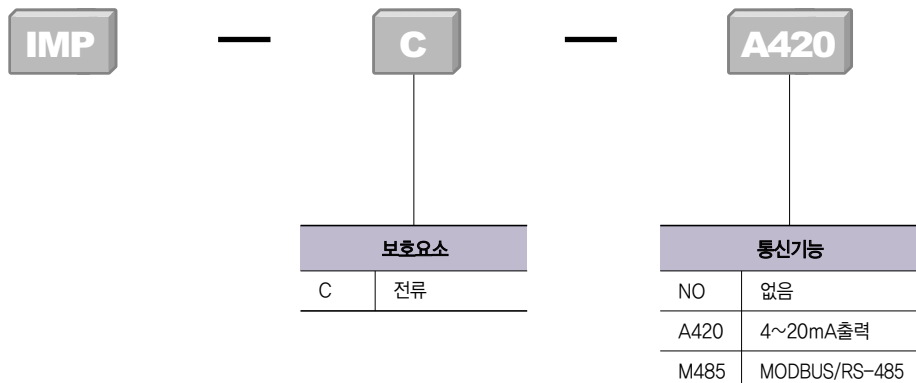 IMP — C — A420
보호요소
C 전류
통신기능
NO 없음
A420 4~20mA출력
M485 MODBUS/RS-485